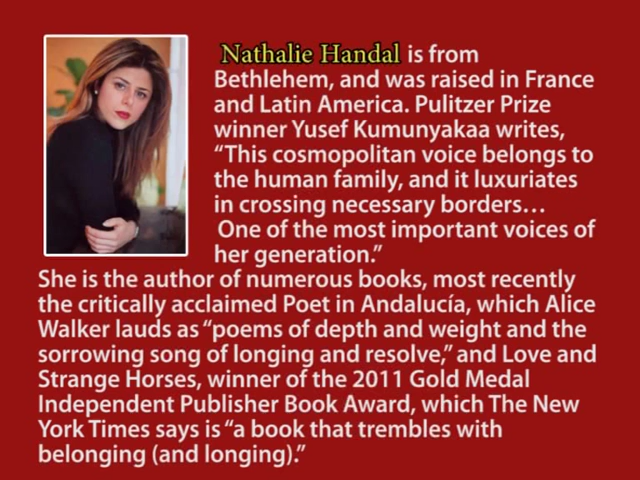 Nathalie Handal is from
Bethlehem, and was raised in France
and Latin America. Pulitzer Prize
winner Yusef Kumunyakaa writes,
“This cosmopolitan voice belongs to
the human family, and it luxuriates
in crossing necessary borders…
One of the most important voices of
her generation.”
She is the author of numerous books, most recently
the critically acclaimed Poet in Andalucía, which Alice
Walker lauds as “poems of depth and weight and the
sorrowing song of longing and resolve,” and Love and
Strange Horses, winner of the 2011 Gold Medal
Independent Publisher Book Award, which The New
York Times says is “a book that trembles with
belonging (and longing).”